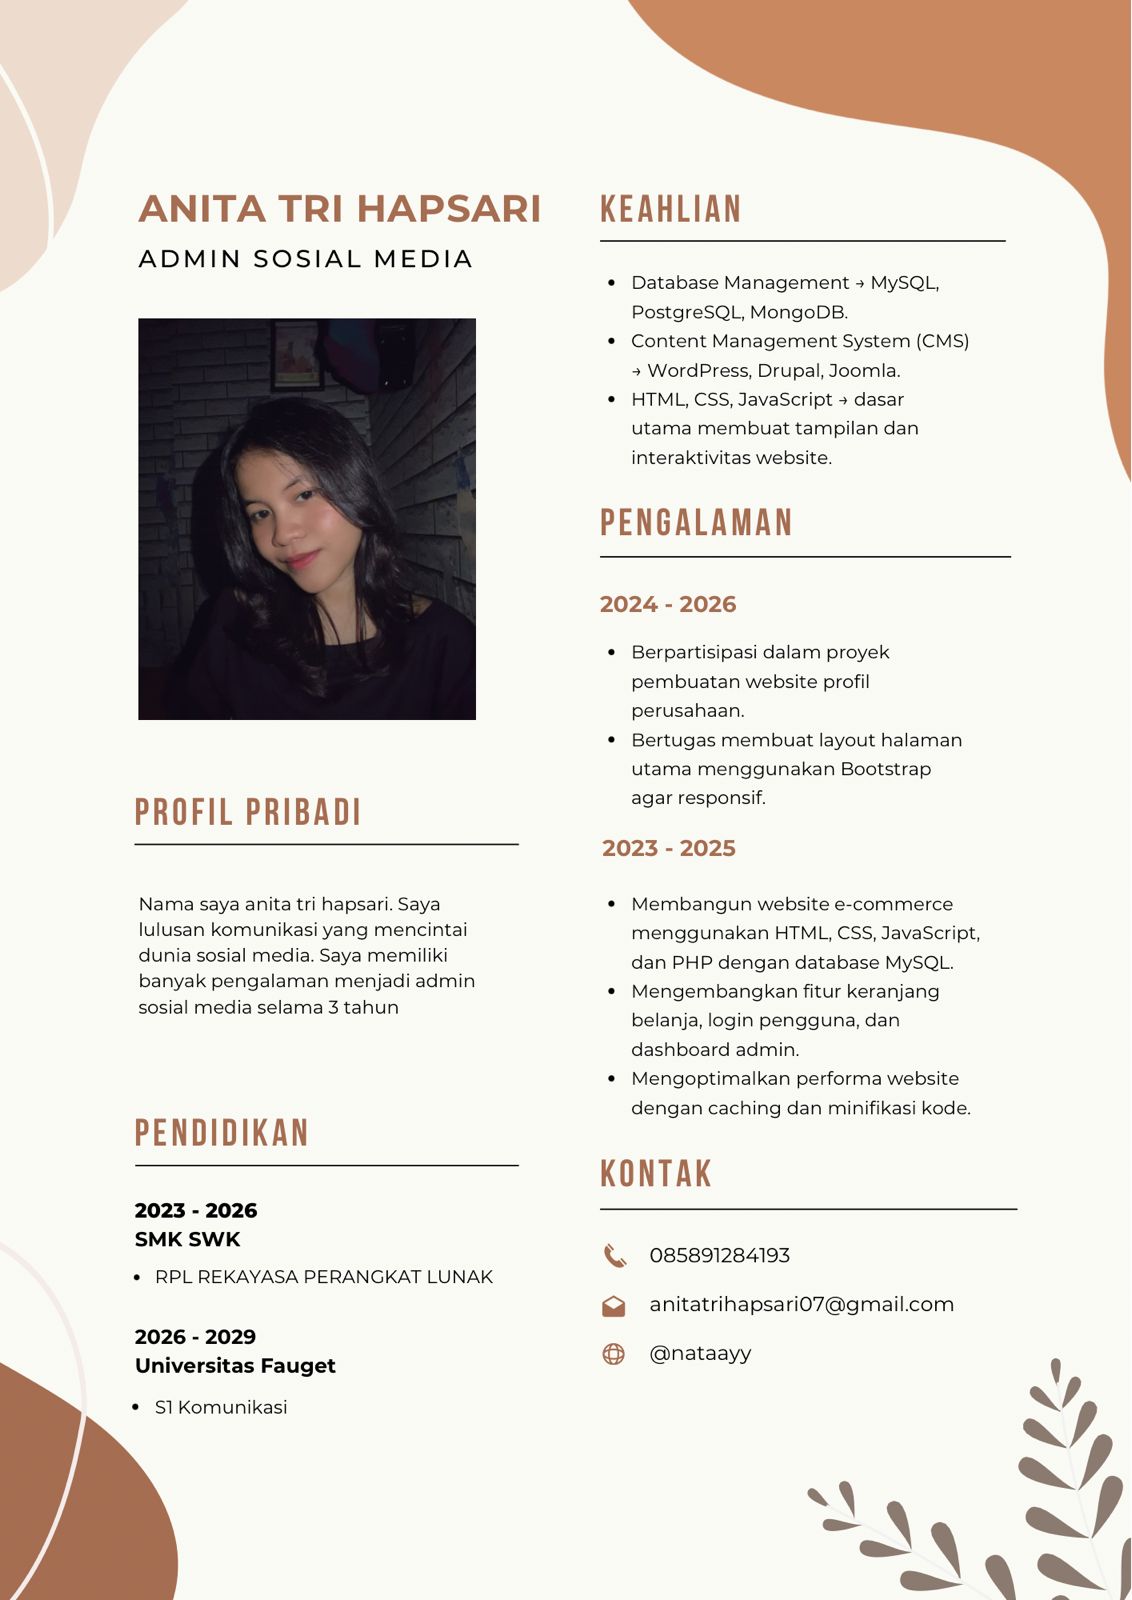 ANITA TRI HAPSARI
ADMIN SOSIAL MEDIA
PROFIL PRIBADI
Nama saya anita tri hapsari. Saya
lulusan komunikasi yang mencintai
dunia sosial media. Saya memiliki
banyak pengalaman menjadi admin
sosial media selama 3 tahun
PENDIDIKAN
2023 - 2026
SMK SWK
• RPL REKAYASA PERANGKAT LUNAK
2026 - 2029
Universitas Fauget
• S1 Komunikasi
KEAHLIAN
• Database Management → MySQL,
PostgreSQL, MongoDB.
• Content Management System (CMS)
→ WordPress, Drupal, Joomla.
• HTML, CSS, JavaScript → dasar
utama membuat tampilan dan
interaktivitas website.
PENGALAMAN
2024 - 2026
• Berpartisipasi dalam proyek
pembuatan website profil
perusahaan.
• Bertugas membuat layout halaman
utama menggunakan Bootstrap
agar responsif.
2023 - 2025
• Membangun website e-commerce
menggunakan HTML, CSS, JavaScript,
dan PHP dengan database MySQL.
• Mengembangkan fitur keranjang
belanja, login pengguna, dan
dashboard admin.
• Mengoptimalkan performa website
dengan caching dan minifikasi kode.
KONTAK
085891284193
anitatrihapsari07@gmail.com
@nataayy